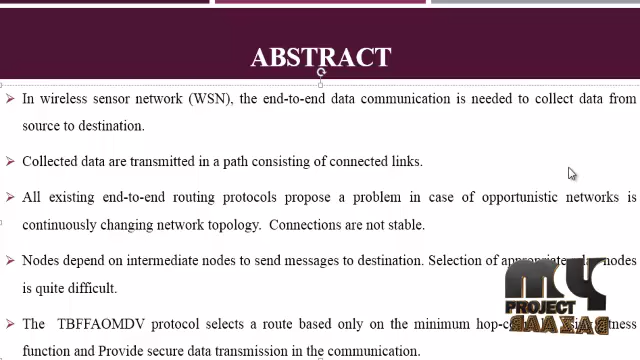 ABSTRACT
In wireless sensor network (WSN), the end-to-end data communication is needed to collect data from
source to destination.
Collected data are transmitted in a path consisting of connected links.
All existing end-to-end routing protocols propose a problem in case of opportunistic networks is
continuously changing network topology. Connections are not stable.
Nodes depend on intermediate nodes to send messages to destination. Selection of nodes
is quite difficult.
The TBFFAOMDV protocol selects a route based only on the minimum
function and Provide secure data transmission in the communication.
PROJECT